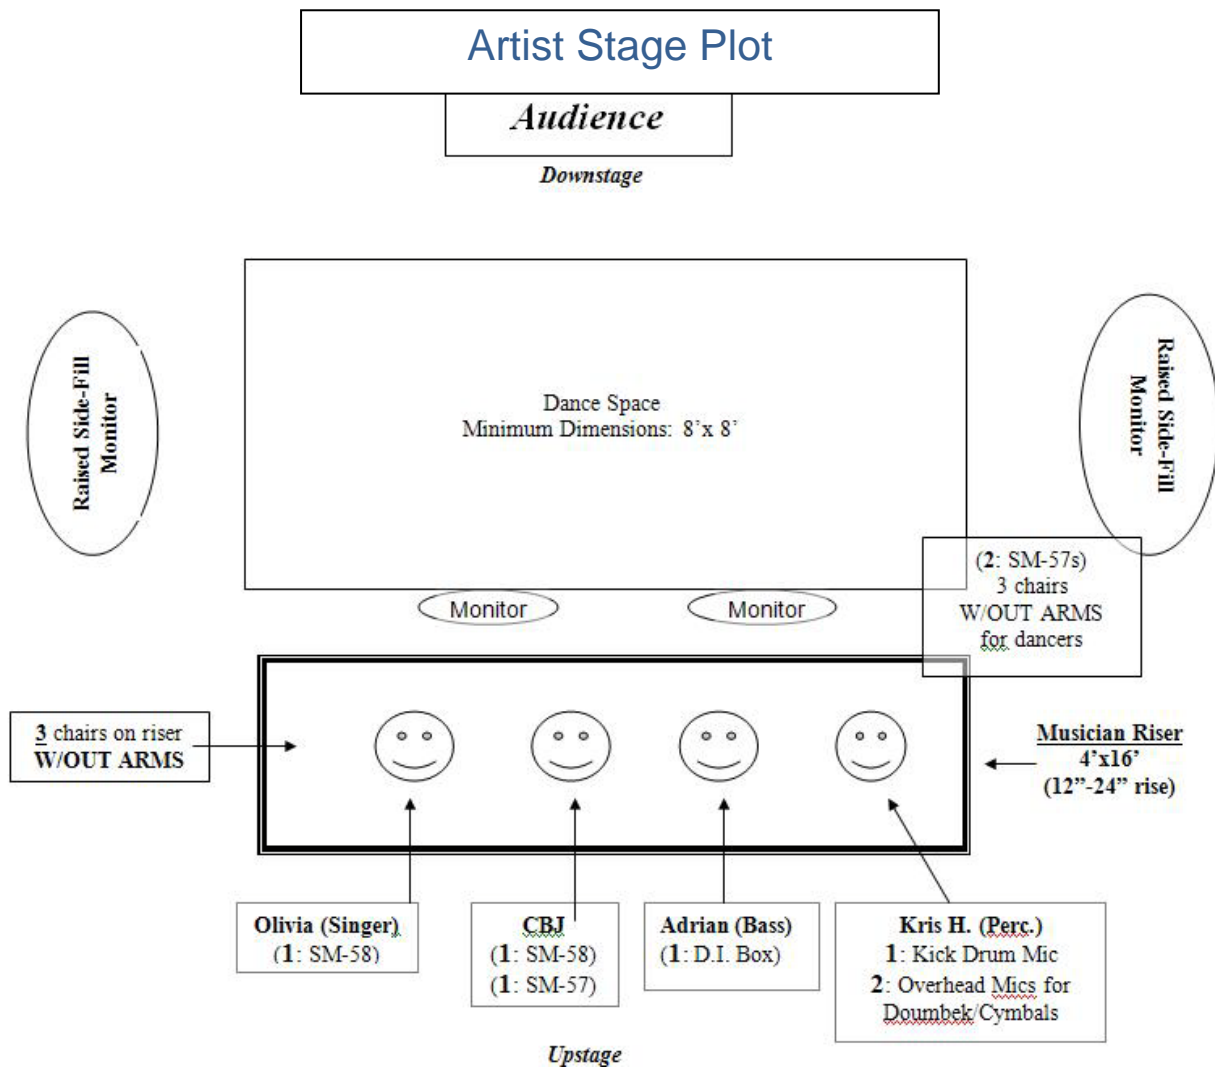 Artist Stage Plot
Audience
Downstage
Raised Side-Fill
Monitor
Dance Space
Minimum Dimensions: 8’x 8’
Raised Side-Fill
Monitor
(2: SM-57s)
3 chairs
W/OUT ARMS
for dancers
Monitor
Monitor
3 chairs on riser
W/OUT ARMS
Musician Riser
4’x16’
(12”-24” rise)
Olivia (Singer)
(1: SM-58)
CBJ
(1: SM-58)
(1: SM-57)
Adrian (Bass)
(1: D.I. Box)
Kris H. (Perc.)
1: Kick Drum Mic
2: Overhead Mics for
Doumbek/Cymbals
Upstage